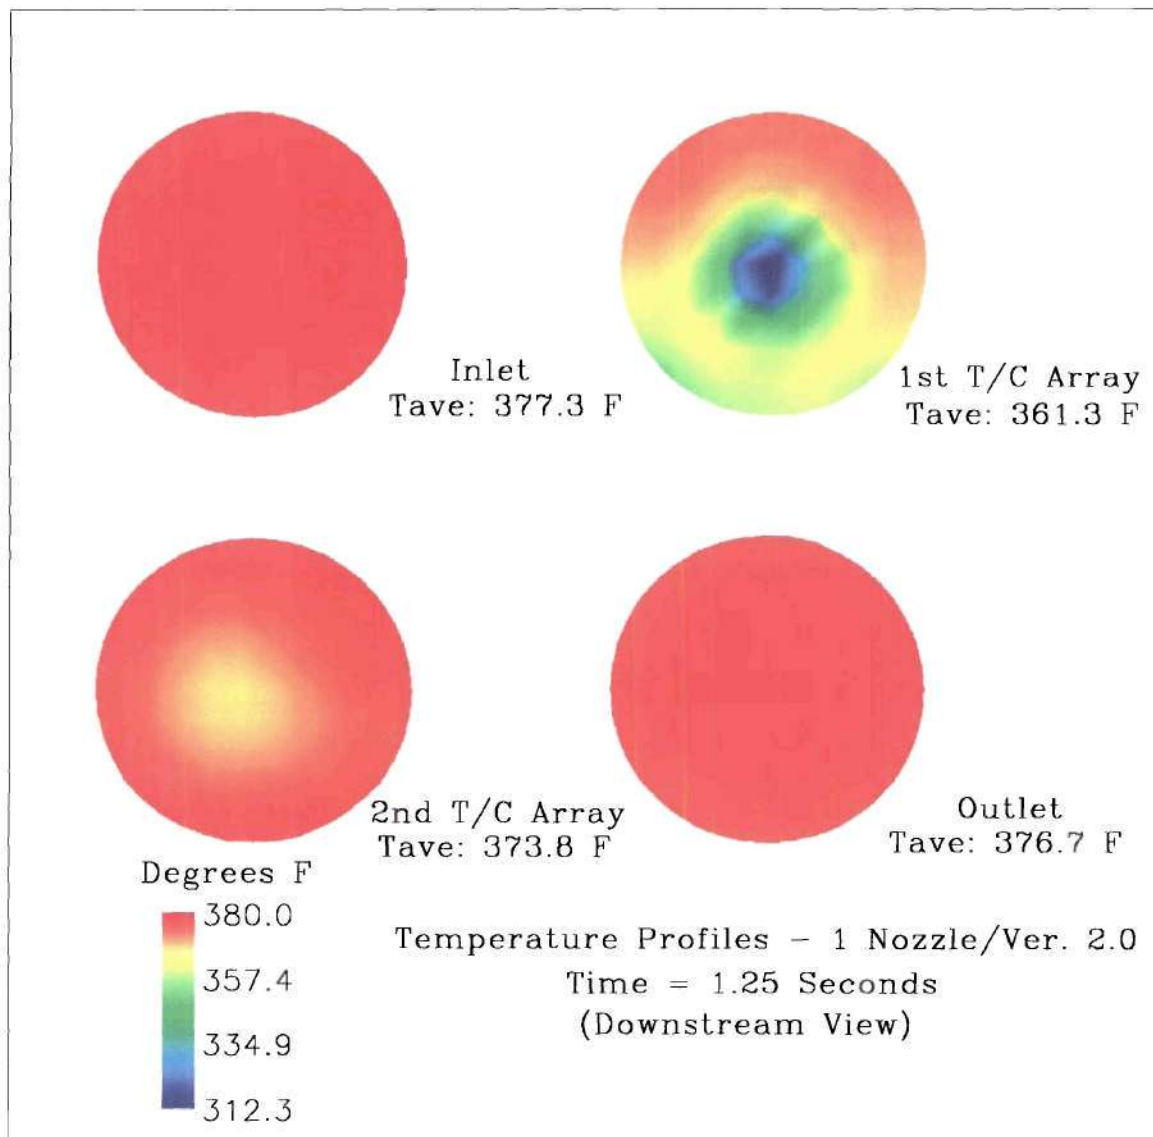 Inlet
Tave: 377.3 F
1st T/C Array
Tave: 361.3 F
2nd T/C Array
Tave: 373.8 F
Outlet
Tave: 376.7 F
Degrees F
380.0
357.4
334.9
312.3
Temperature Profiles - 1 Nozzle/Ver. 2.0
Time = 1.25 Seconds
(Downstream View)